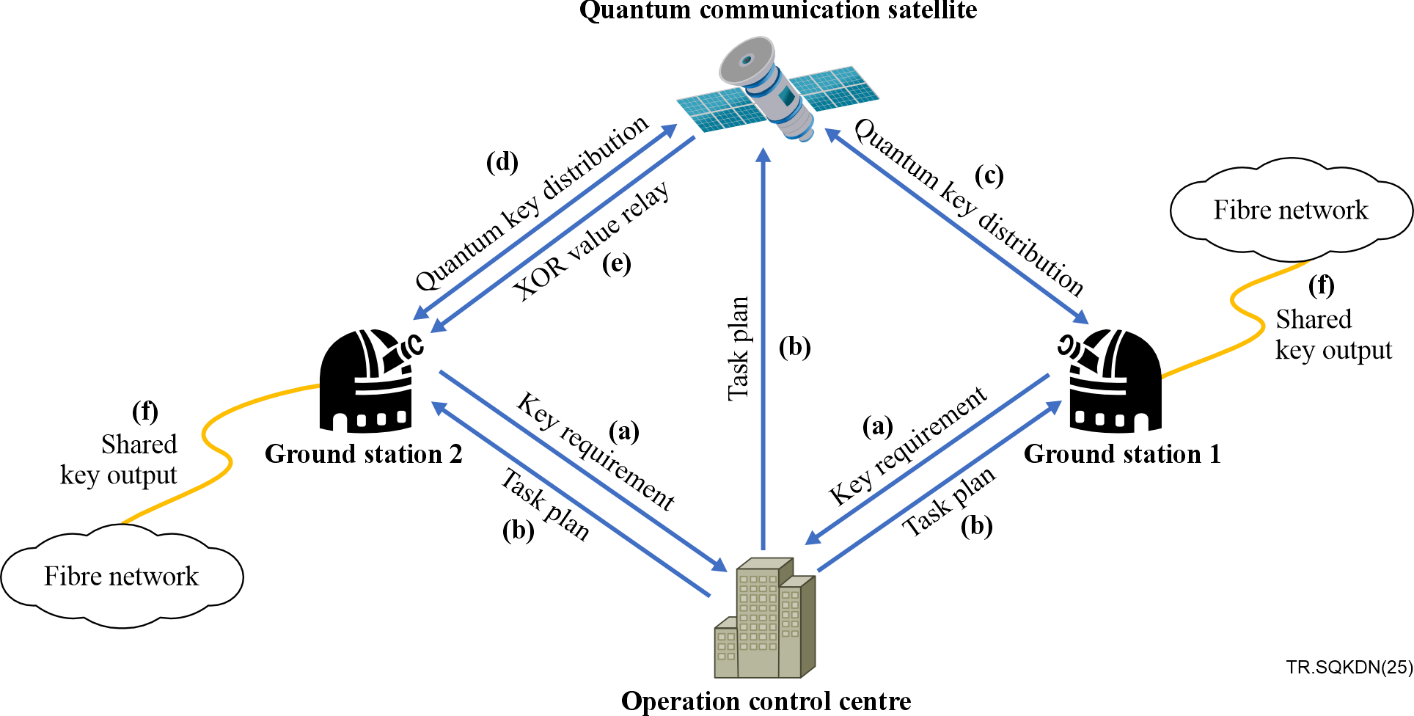 Quantum communication satellite
(d)
Quantum key distribution
XOR value relay
(e)
Quantum key distribution
(c)
Fibre network
(f)
Shared
key output
Task plan
(b)
(f)
Shared
key output
Ground station 2
Ground station 1
Key requirement
(a)
Task plan
(b)
(a)
Key requirement
Task plan
(b)
Fibre network
Operation control centre
TR.SQKDN(25)